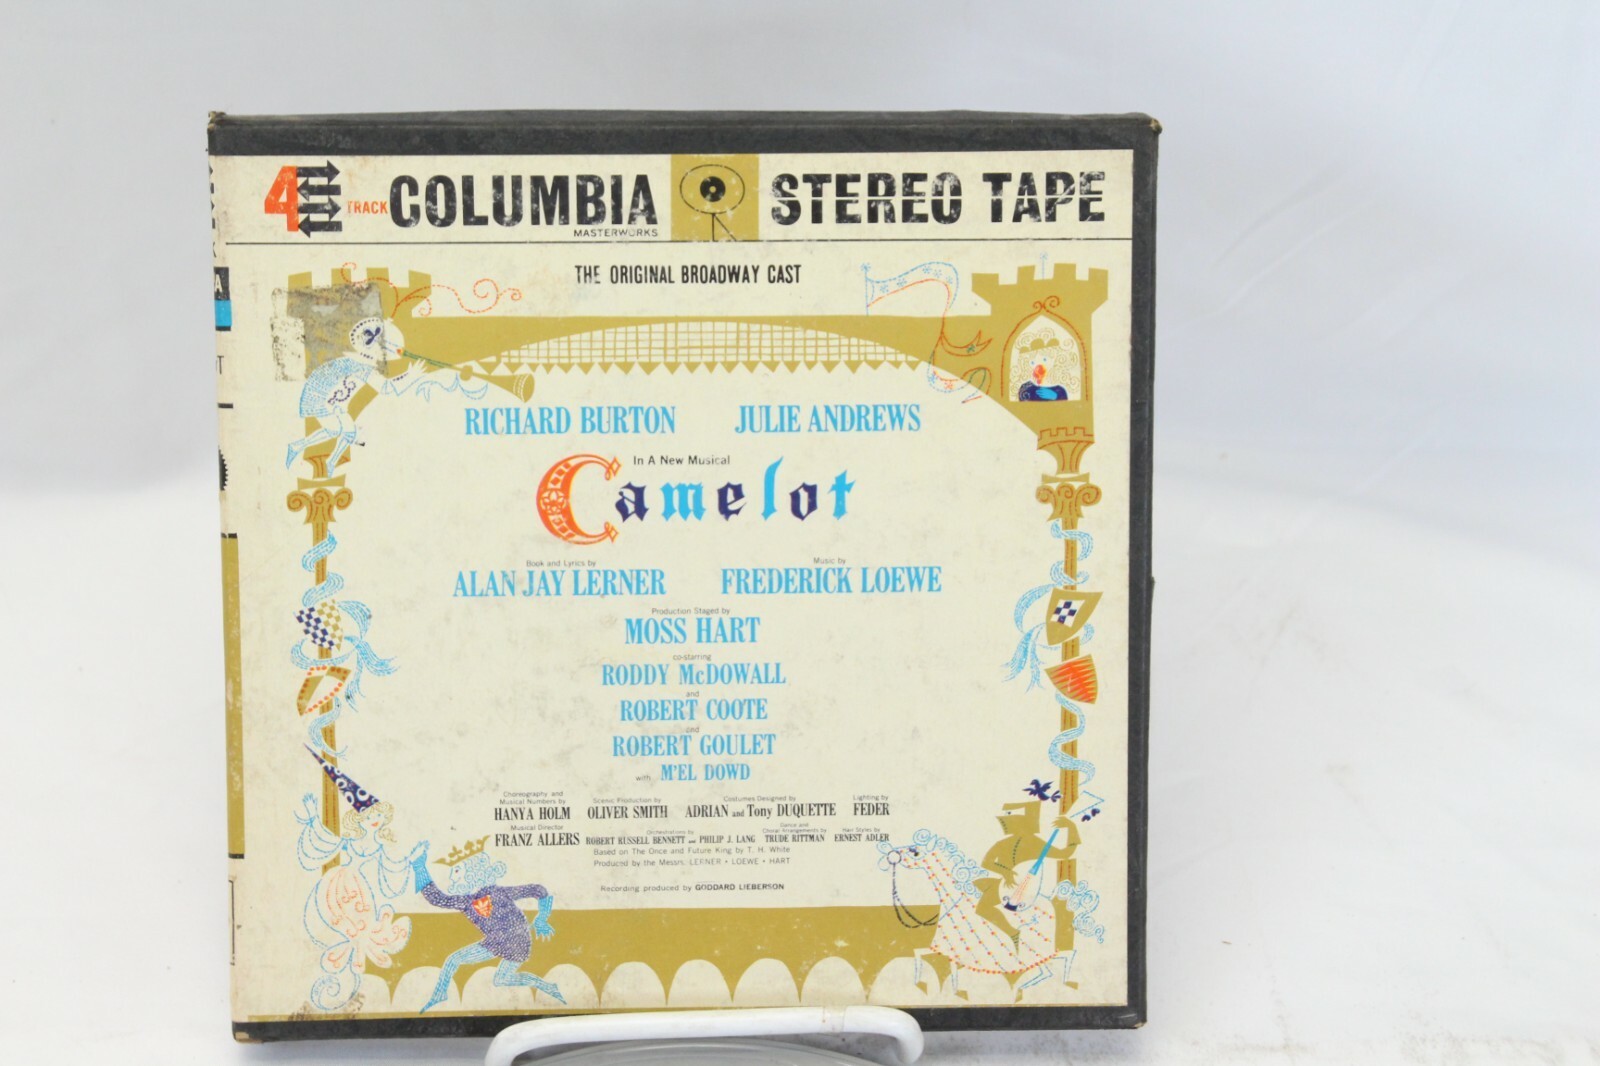 4 TRACK COLUMBIA STEREO TAPE
MASTERWORKS
THE ORIGINAL BROADWAY CAST
RICHARD BURTON JULIE ANDREWS
In A New Musical
Camelot
Book and Lyrics by Music by
ALAN JAY LERNER FREDERICK LOEWE
Production Staged by
MOSS HART
co-starring
RODDY McDOWALL
and
ROBERT COOTE
and
ROBERT GOULET
with M'EL DOWD
Choreography and
Musical Numbers by Scenic Production by Costumes Designed by Lighting by
HANYA HOLM OLIVER SMITH ADRIAN and Tony DUQUETTE FEDER
Musical Director Orchestrations by Dance and Choral Arrangements by Hair Styles by
FRANZ ALLERS ROBERT RUSSELL BENNETT and PHILIP J. LANG TRUDE RITTMAN ERNEST ADLER
Based on The Once and Future King by T. H. White
Produced by the Messrs. LERNER • LOEWE • HART
Recording produced by GODDARD LIEBERSON